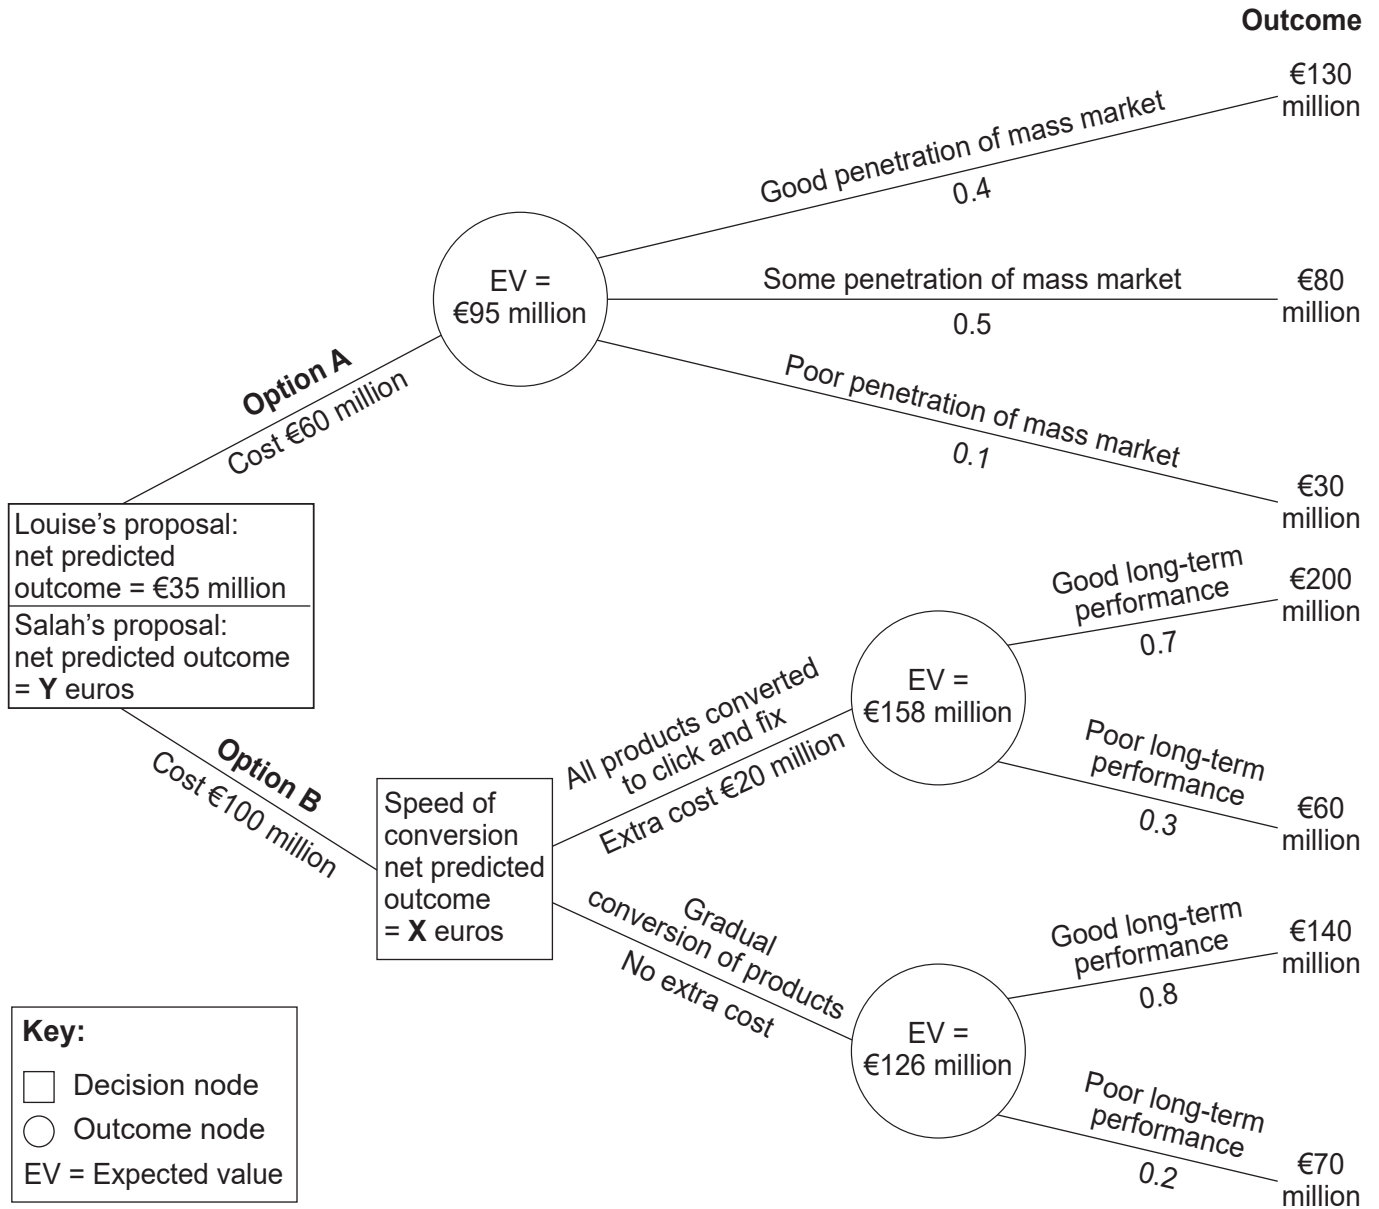 Outcome
€130
million
Good penetration of mass market
0.4
EV =
€95 million
Some penetration of mass market
0.5
€80
million
Poor penetration of mass market
0.1
€30
million
Option A
Cost €60 million
Louise’s proposal:
net predicted
outcome = €35 million
Salah’s proposal:
net predicted outcome
= Y euros
Option B
Cost €100 million
Speed of
conversion
net predicted
outcome
= X euros
All products converted
to click and fix
Extra cost €20 million
EV =
€158 million
Good long-term
performance
0.7
€200
million
Poor long-term
performance
0.3
€60
million
Gradual
conversion of products
No extra cost
EV =
€126 million
Good long-term
performance
0.8
€140
million
Poor long-term
performance
0.2
€70
million
Key:
Decision node
Outcome node
EV = Expected value